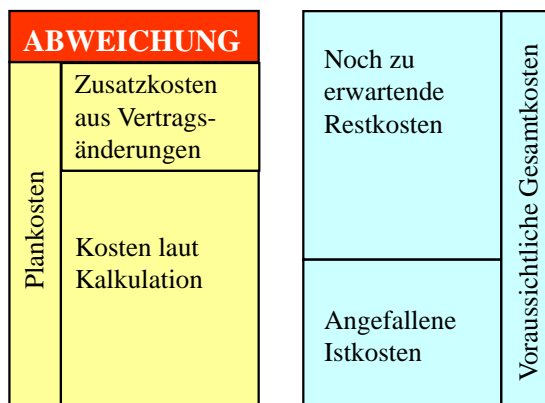 ABWEICHUNG
Plankosten
Zusatzkosten
aus Vertrags-
änderungen
Kosten laut
Kalkulation
Noch zu
erwartende
Restkosten
Angefallene
Istkosten
Voraussichtliche Gesamtkosten